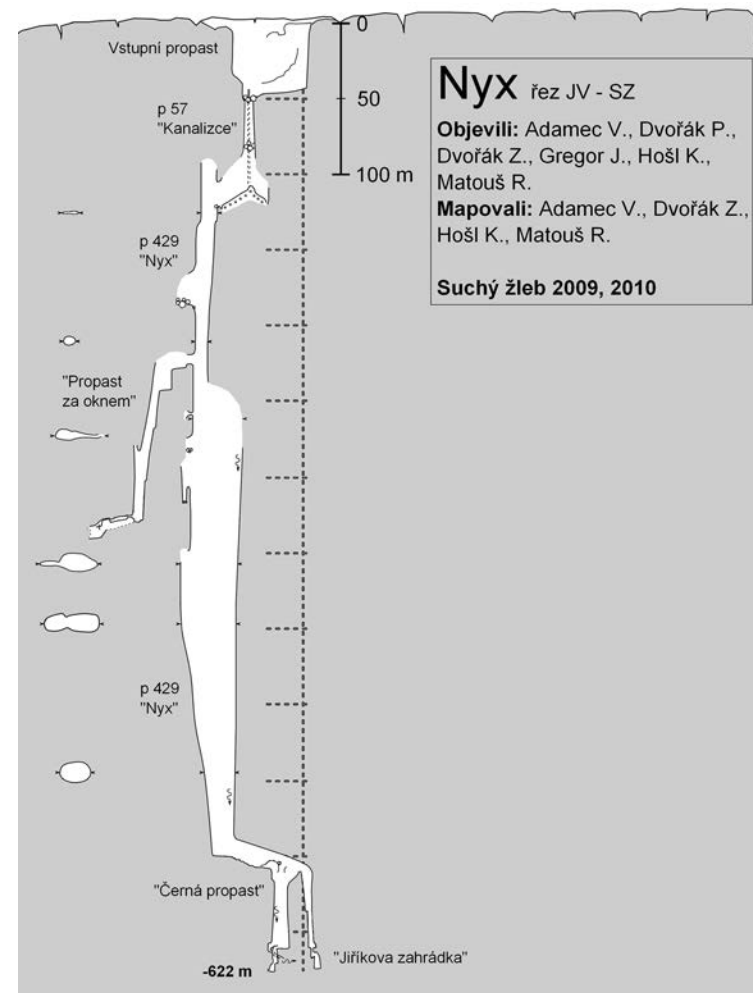 Vstupní propast
0
p 57
"Kanalizce"
50
100 m
Nyx řez JV - SZ
Objevili: Adamec V., Dvořák P.,
Dvořák Z., Gregor J., Hošl K.,
Matouš R.
Mapovali: Adamec V., Dvořák Z.,
Hošl K., Matouš R.
Suchý žleb 2009, 2010
p 429
"Nyx"
"Propast
za oknem"
p 429
"Nyx"
"Černá propast"
"Jiříkova zahrádka"
-622 m